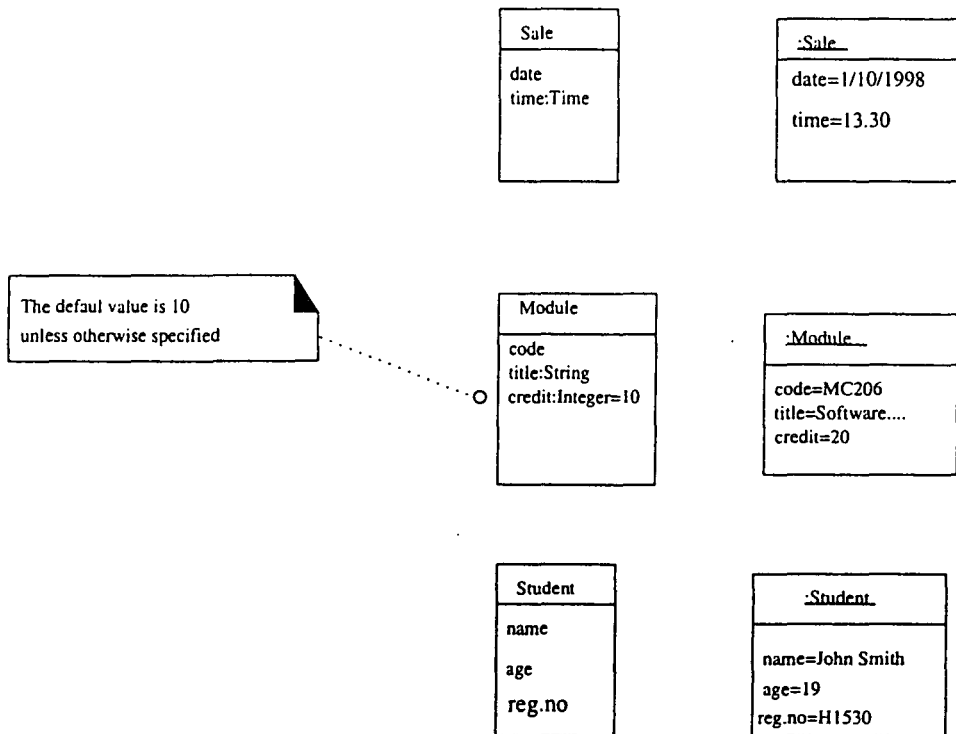 Sale
date
time:Time
:Sale
date=1/10/1998
time=13.30
The defaul value is 10
unless otherwise specified
Module
code
title:String
credit:Integer=10
:Module
code=MC206
title=Software....
credit=20
Student
name
age
reg.no
:Student
name=John Smith
age=19
reg.no=H1530